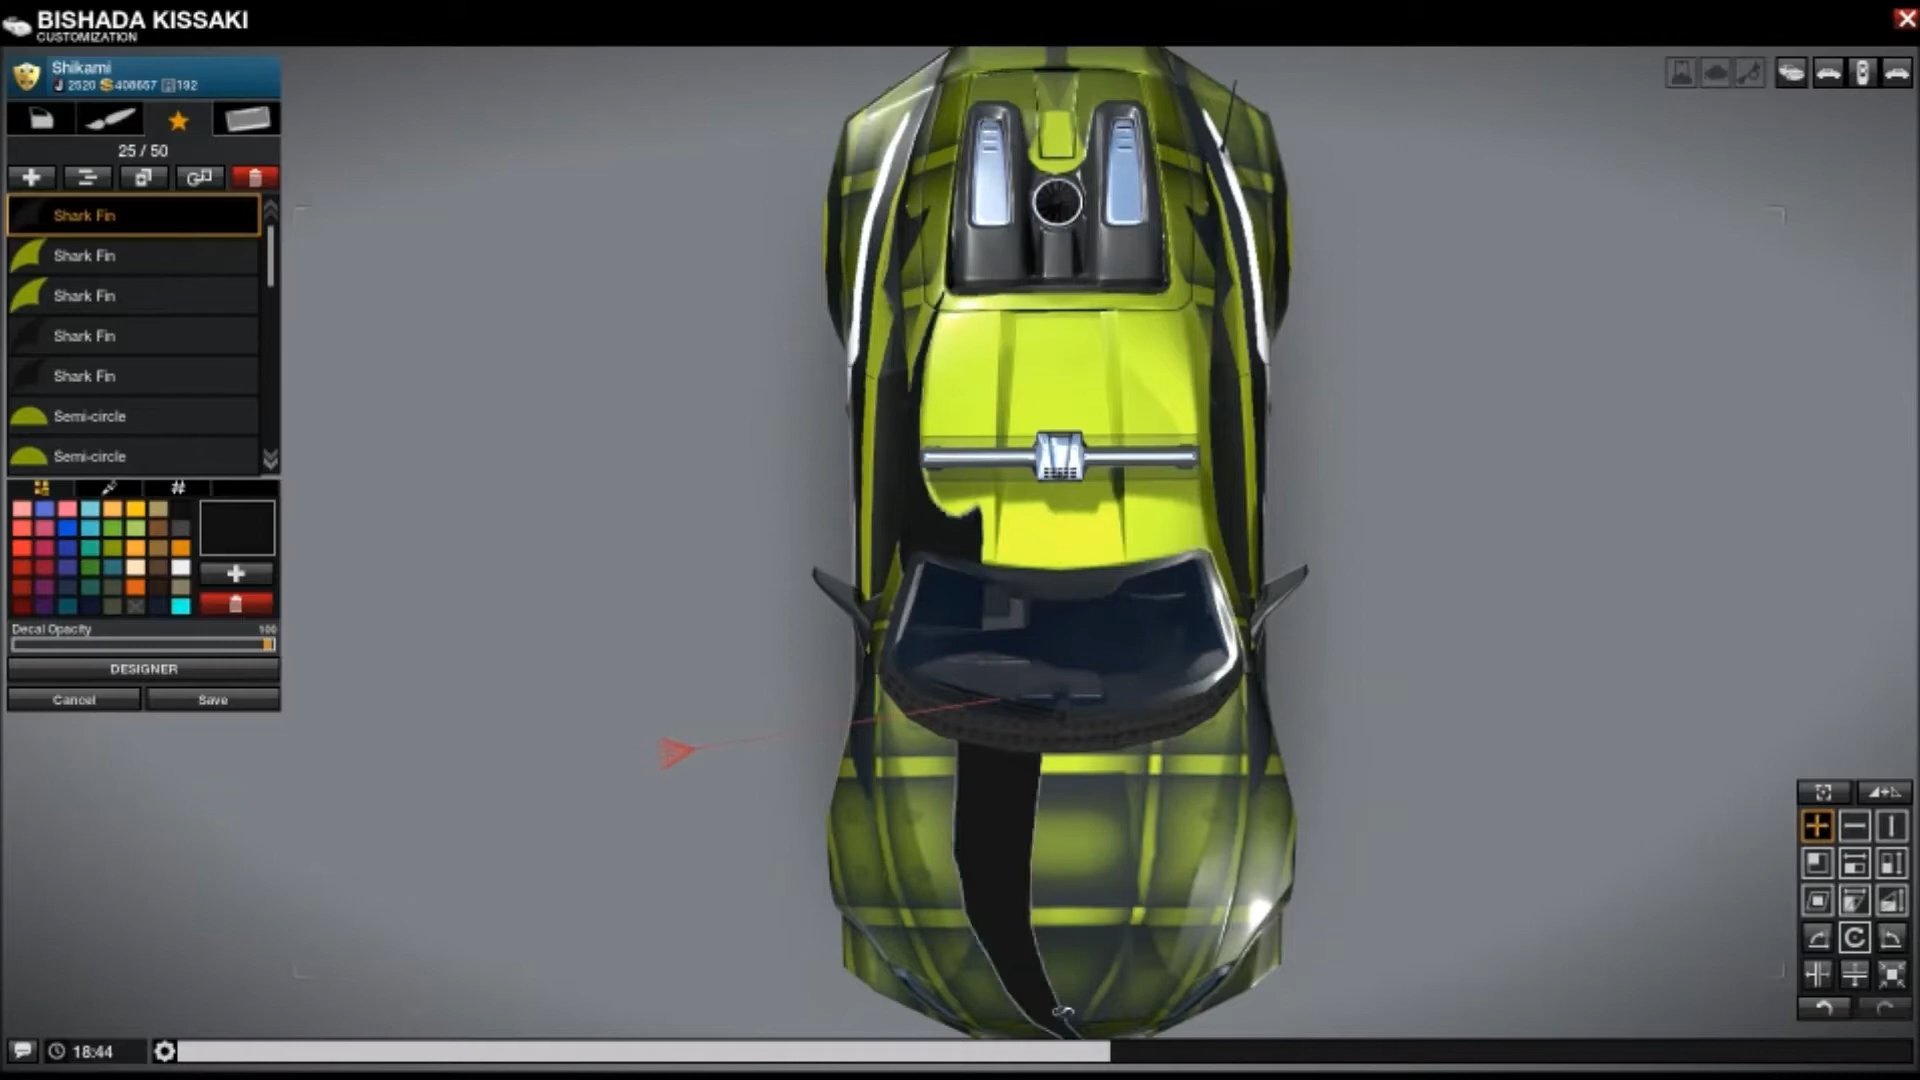 BISHADA KISSAKI
CUSTOMIZATION
Shikami
2520 $ 408657 192
25 / 50
Shark Fin
Shark Fin
Shark Fin
Shark Fin
Shark Fin
Semi-circle
Semi-circle
#
Decal Opacity 100
DESIGNER
Cancel Save
18:44